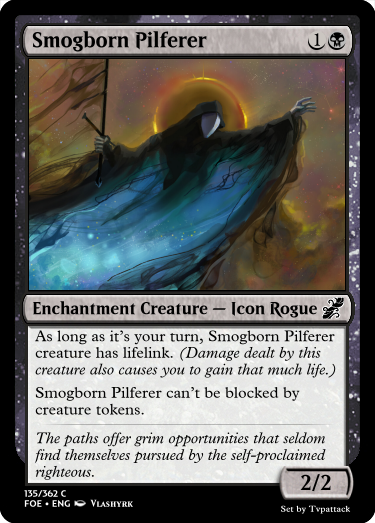 Smogborn Pilferer 1
Enchantment Creature — Icon Rogue
As long as it's your turn, Smogborn Pilferer
creature has lifelink. (Damage dealt by this
creature also causes you to gain that much life.)
Smogborn Pilferer can't be blocked by
creature tokens.
The paths offer grim opportunities that seldom
find themselves pursued by the self-proclaimed
righteous.
2/2
135/362 C
FOE • ENG Vlashyrk
Set by Tvpattack